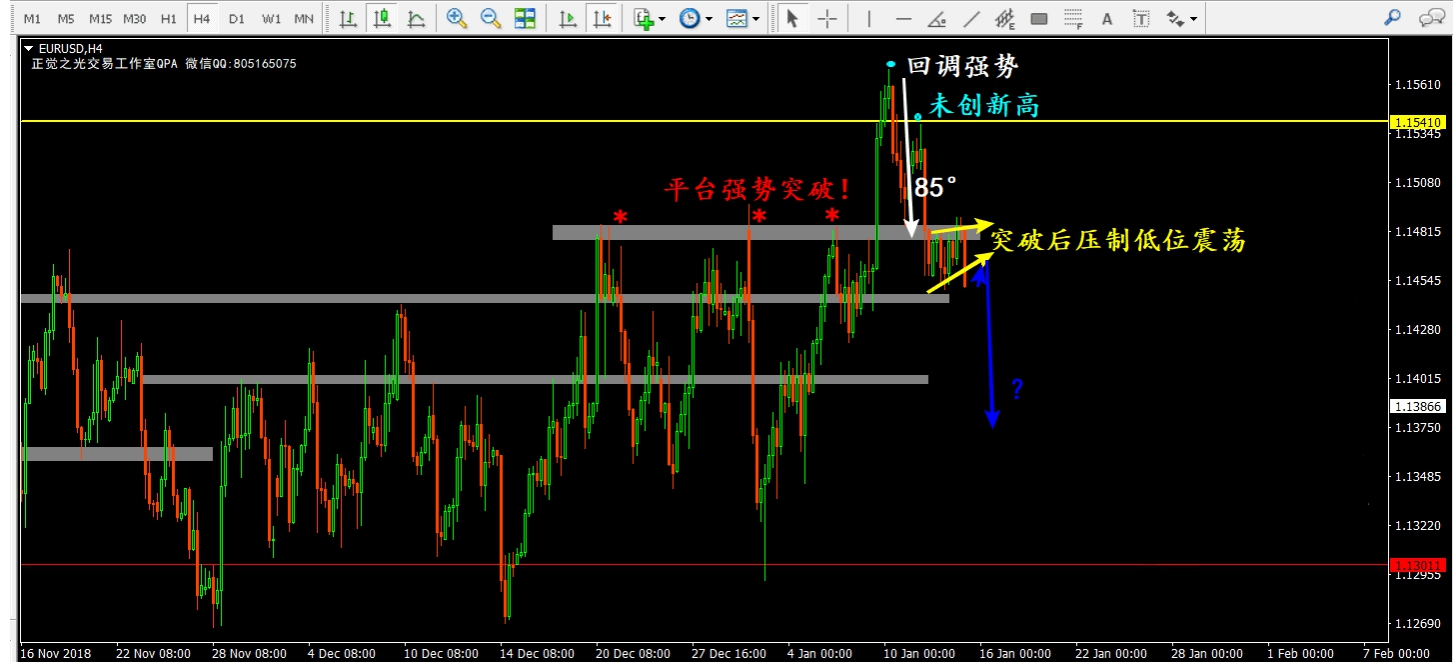 M1 M5 M15 M30 H1 H4 D1 W1 MN
E F A T
EURUSD,H4
正觉之光交易工作室QPA 微信QQ:805165075
回调强势
未创新高
平台强势突破!
85°
* * *
突破后压制低位震荡
?
1.15610
1.15410
1.15345
1.15080
1.14815
1.14545
1.14280
1.14015
1.13866
1.13750
1.13485
1.13220
1.13011
1.12955
1.12690
16 Nov 2018 22 Nov 08:00 28 Nov 08:00 4 Dec 08:00 10 Dec 08:00 14 Dec 08:00 20 Dec 08:00 27 Dec 16:00 4 Jan 00:00 10 Jan 00:00 16 Jan 00:00 22 Jan 00:00 28 Jan 00:00 1 Feb 00:00 7 Feb 00:00